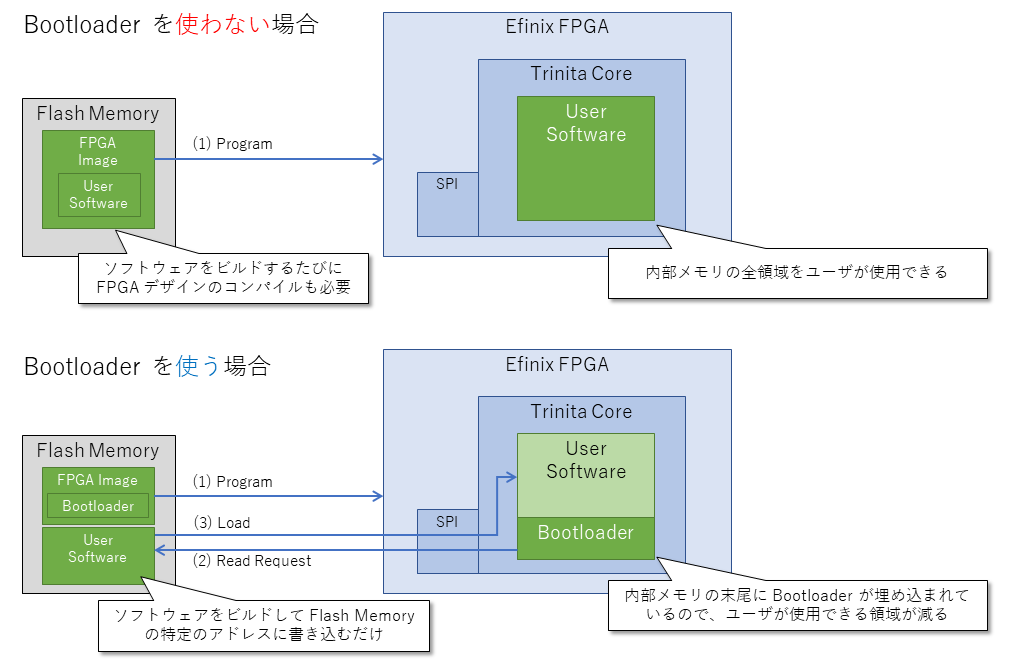 Bootloader を使わない場合
Efinix FPGA
Trinita Core
User
Software
Flash Memory
FPGA
Image
User
Software
(1) Program
SPI
ソフトウェアをビルドするたびに
FPGA デザインのコンパイルも必要
内部メモリの全領域をユーザが使用できる
Bootloader を使う場合
Efinix FPGA
Trinita Core
User
Software
Bootloader
Flash Memory
FPGA Image
Bootloader
User
Software
(1) Program
(3) Load
(2) Read Request
SPI
ソフトウェアをビルドして Flash Memory
の特定のアドレスに書き込むだけ
内部メモリの末尾に Bootloader が埋め込まれて
いるので、ユーザが使用できる領域が減る